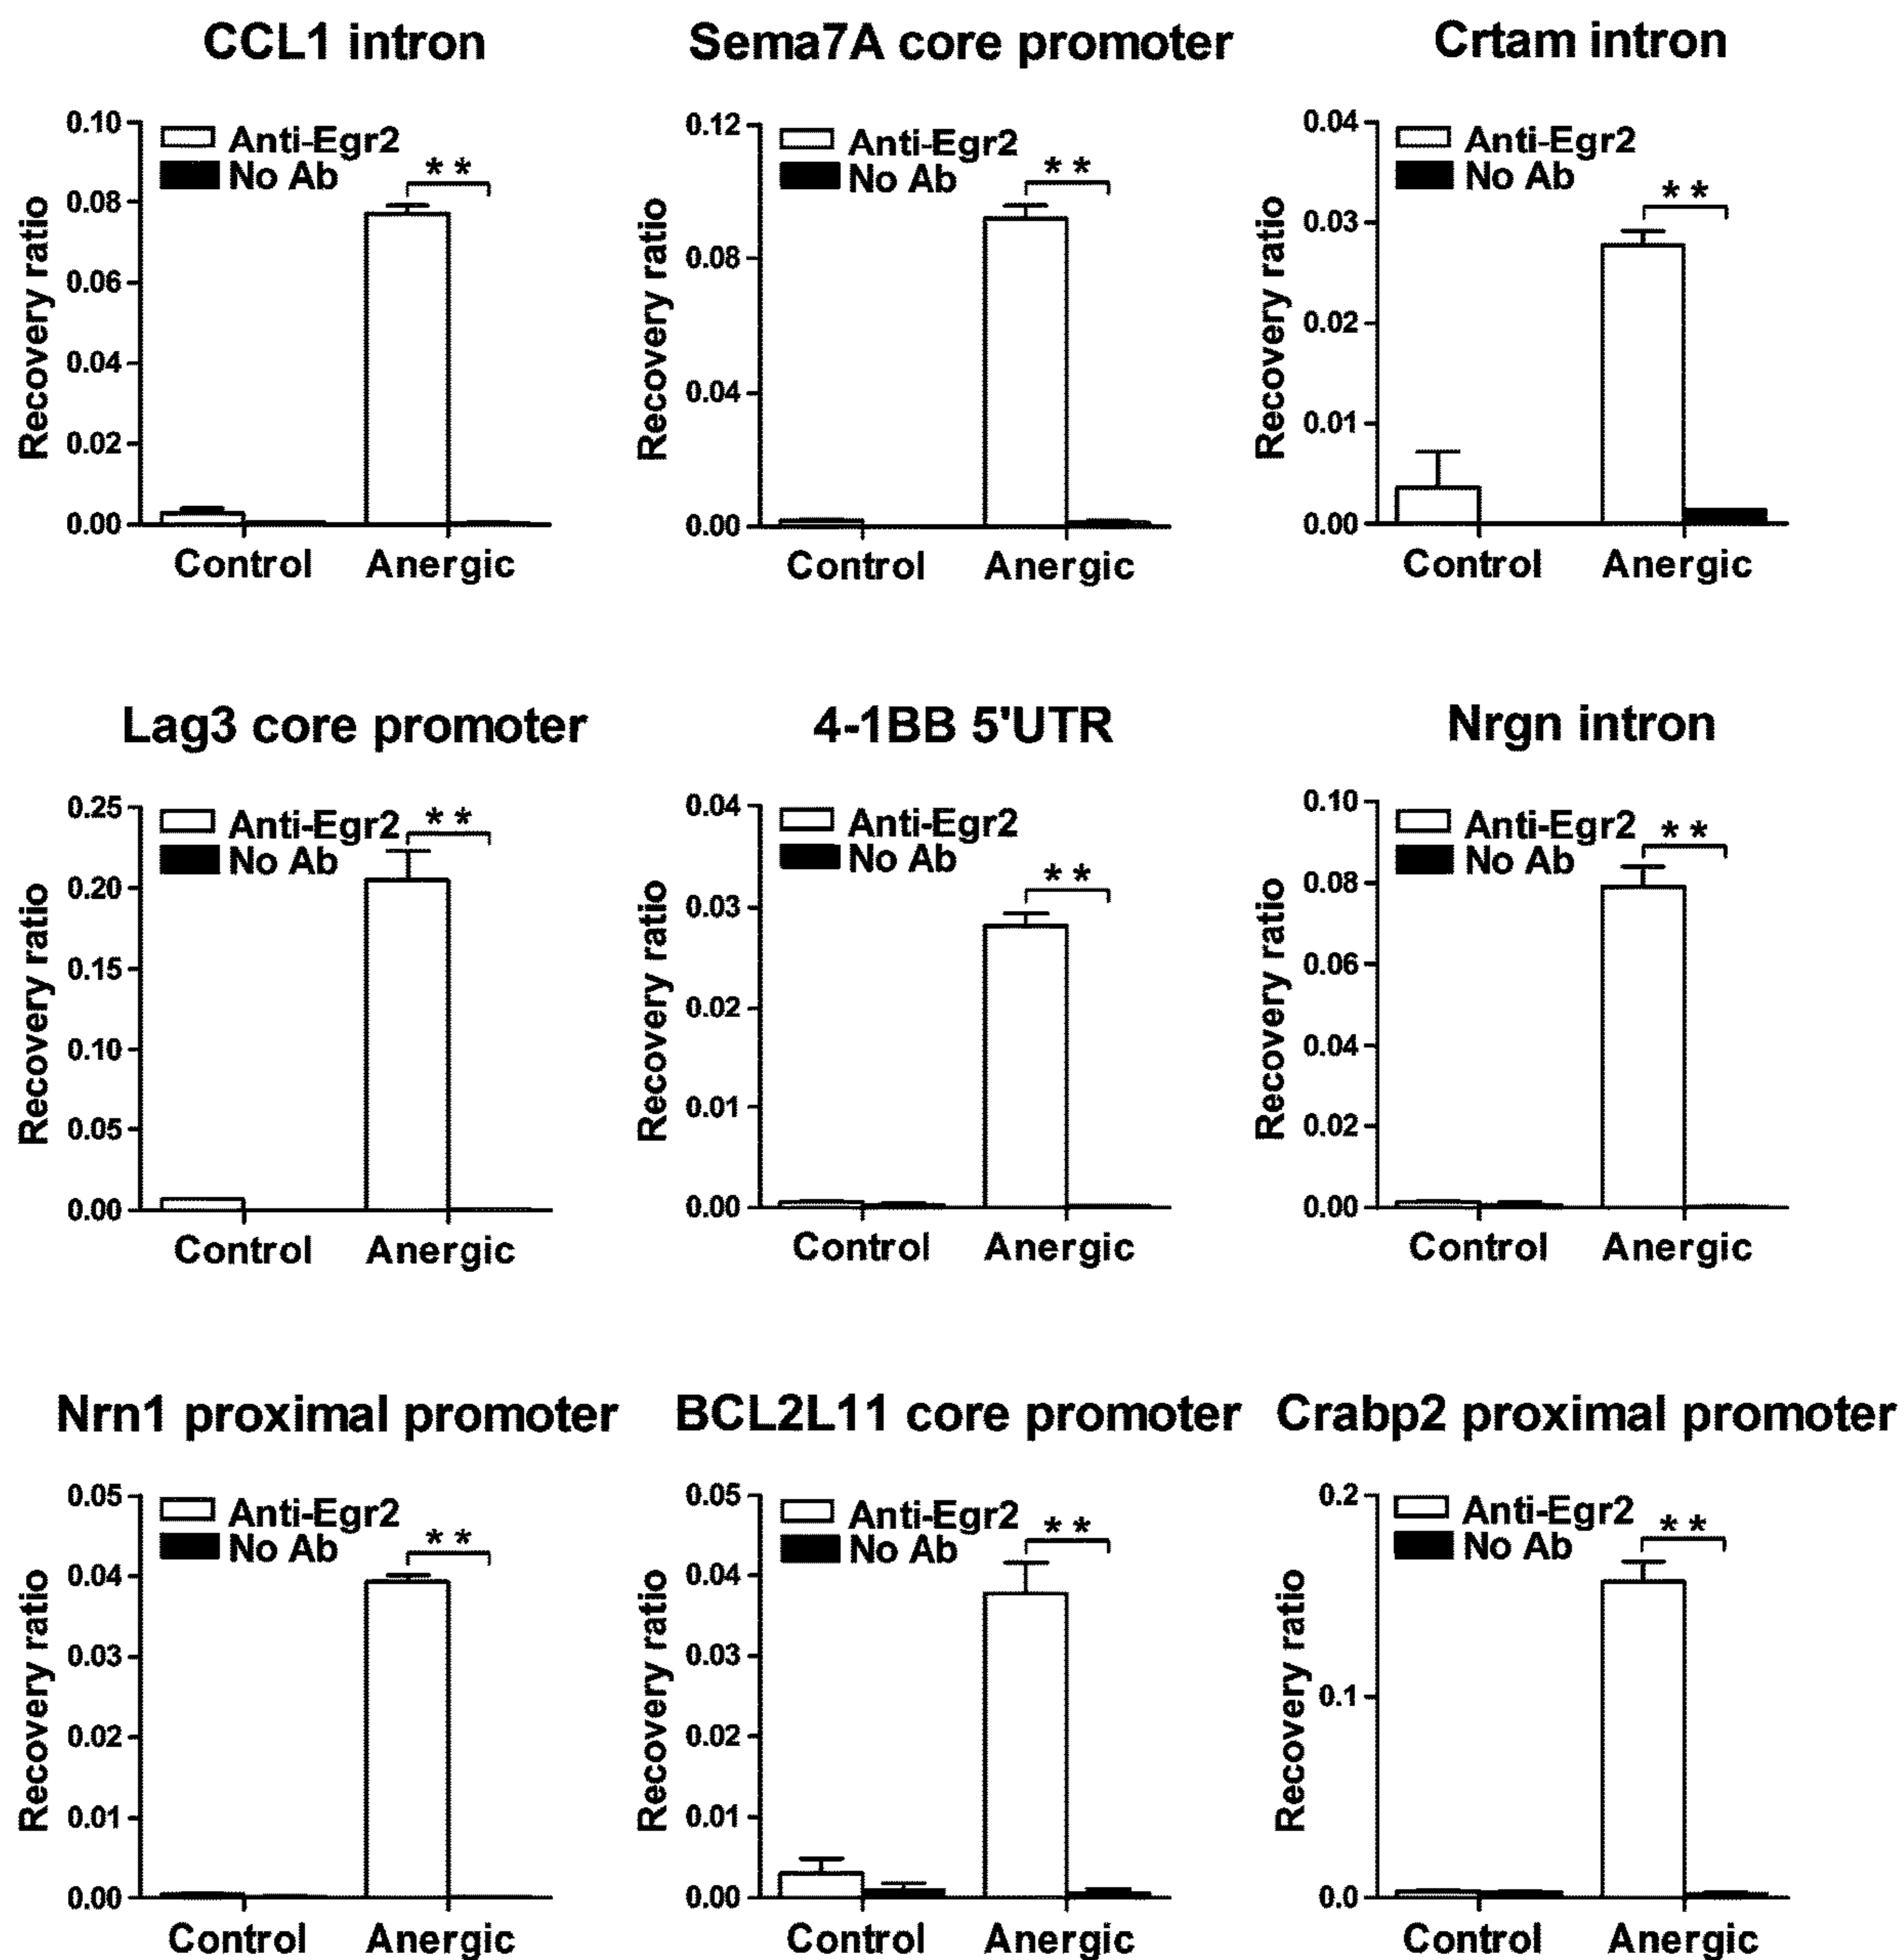 CCL1 intron
Recovery ratio
0.10
0.08
0.06
0.04
0.02
0.00
Anti-Egr2
No Ab
**
Control Anergic
Sema7A core promoter
Recovery ratio
0.12
0.08
0.04
0.00
Anti-Egr2
No Ab
**
Control Anergic
Crtam intron
Recovery ratio
0.04
0.03
0.02
0.01
0.00
Anti-Egr2
No Ab
**
Control Anergic
Lag3 core promoter
Recovery ratio
0.25
0.20
0.15
0.10
0.05
0.00
Anti-Egr2
No Ab
**
Control Anergic
4-1BB 5'UTR
Recovery ratio
0.04
0.03
0.02
0.01
0.00
Anti-Egr2
No Ab
**
Control Anergic
Nrgn intron
Recovery ratio
0.10
0.08
0.06
0.04
0.02
0.00
Anti-Egr2
No Ab
**
Control Anergic
Nrn1 proximal promoter
Recovery ratio
0.05
0.04
0.03
0.02
0.01
0.00
Anti-Egr2
No Ab
**
Control Anergic
BCL2L11 core promoter
Recovery ratio
0.05
0.04
0.03
0.02
0.01
0.00
Anti-Egr2
No Ab
**
Control Anergic
Crabp2 proximal promoter
Recovery ratio
0.2
0.1
0.0
Anti-Egr2
No Ab
**
Control Anergic